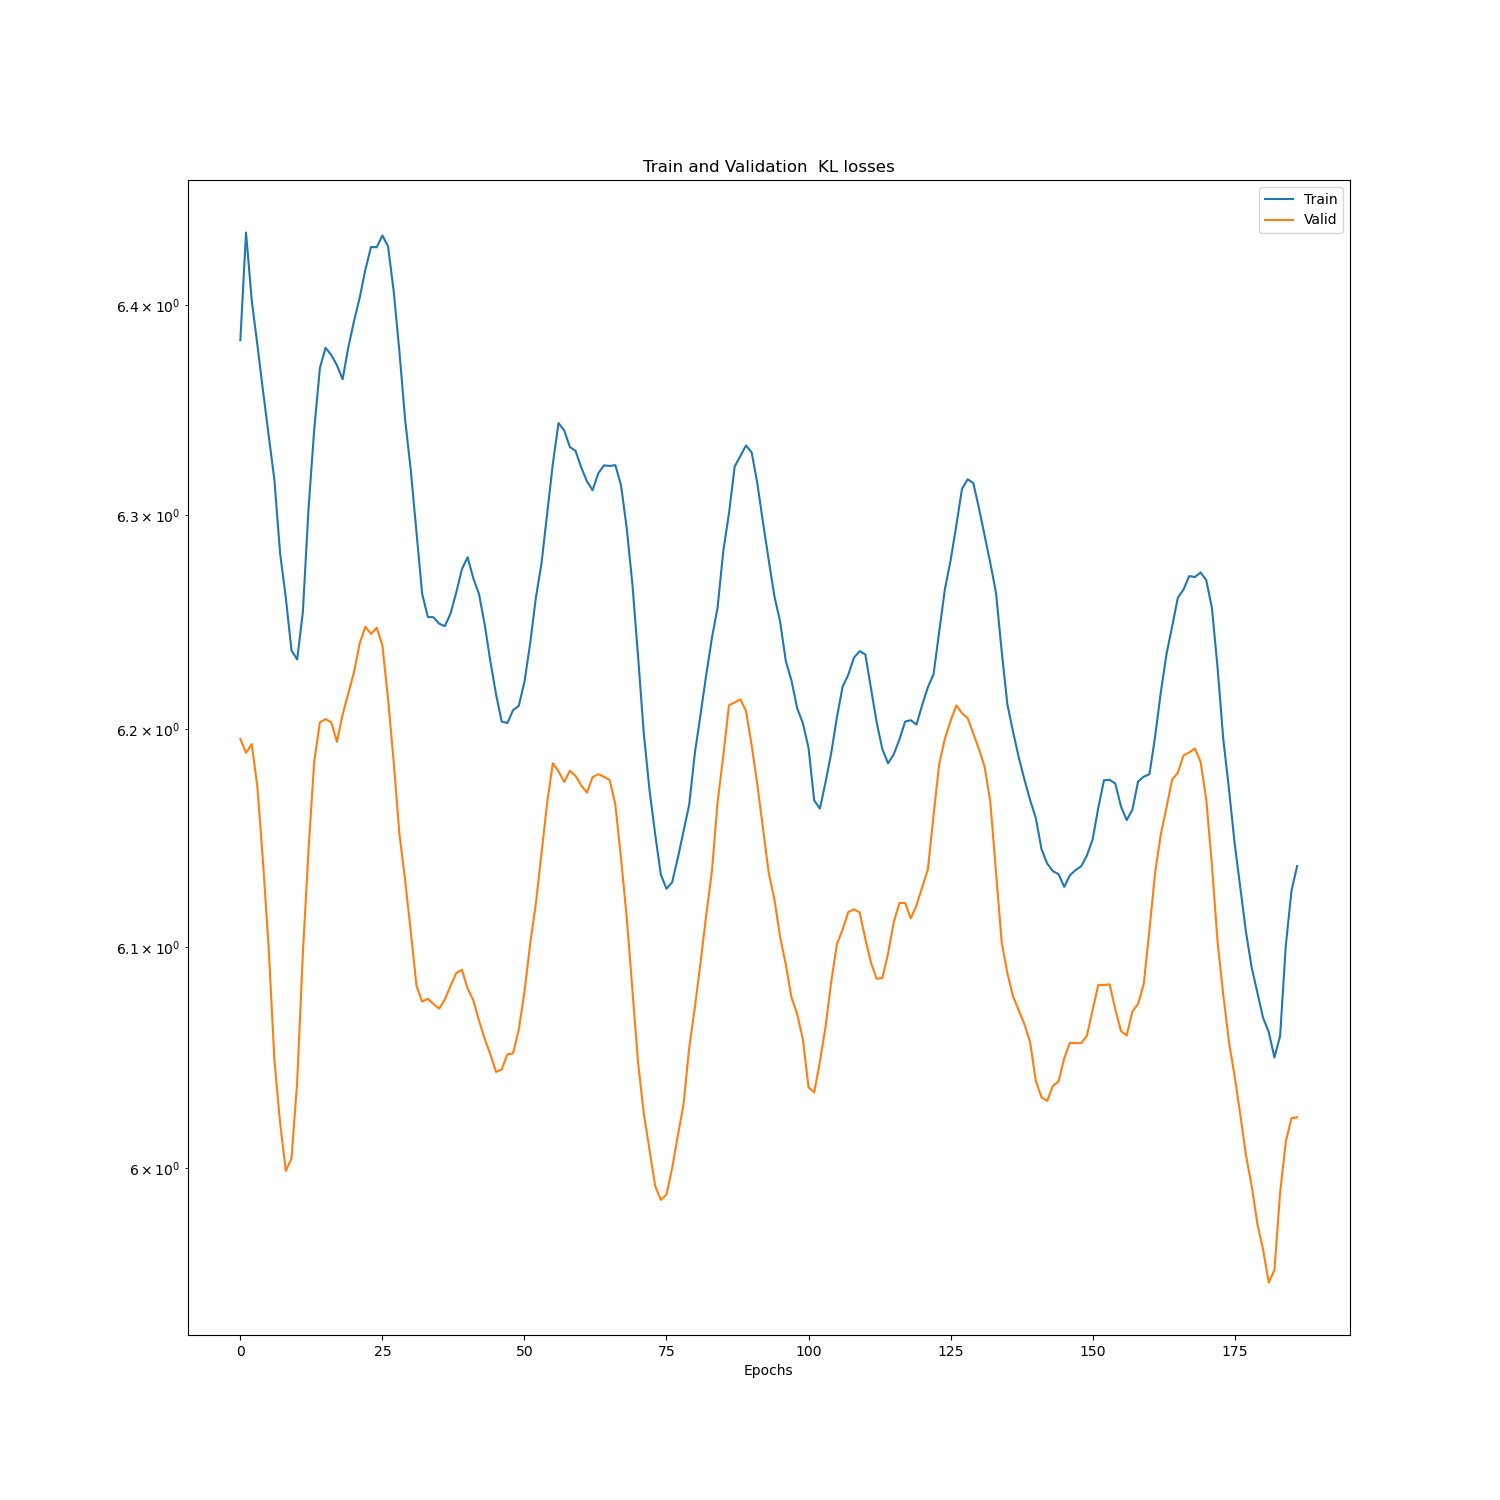 Train and Validation  KL losses
Train
Valid
6.4 × 10⁰
6.3 × 10⁰
6.2 × 10⁰
6.1 × 10⁰
6 × 10⁰
0 25 50 75 100 125 150 175
Epochs